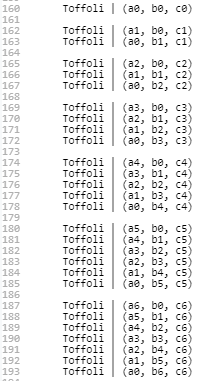 160 Toffoli | (a0, b0, c0)
161
162 Toffoli | (a1, b0, c1)
163 Toffoli | (a0, b1, c1)
164
165 Toffoli | (a2, b0, c2)
166 Toffoli | (a1, b1, c2)
167 Toffoli | (a0, b2, c2)
168
169 Toffoli | (a3, b0, c3)
170 Toffoli | (a2, b1, c3)
171 Toffoli | (a1, b2, c3)
172 Toffoli | (a0, b3, c3)
173
174 Toffoli | (a4, b0, c4)
175 Toffoli | (a3, b1, c4)
176 Toffoli | (a2, b2, c4)
177 Toffoli | (a1, b3, c4)
178 Toffoli | (a0, b4, c4)
179
180 Toffoli | (a5, b0, c5)
181 Toffoli | (a4, b1, c5)
182 Toffoli | (a3, b2, c5)
183 Toffoli | (a2, b3, c5)
184 Toffoli | (a1, b4, c5)
185 Toffoli | (a0, b5, c5)
186
187 Toffoli | (a6, b0, c6)
188 Toffoli | (a5, b1, c6)
189 Toffoli | (a4, b2, c6)
190 Toffoli | (a3, b3, c6)
191 Toffoli | (a2, b4, c6)
192 Toffoli | (a1, b5, c6)
193 Toffoli | (a0, b6, c6)